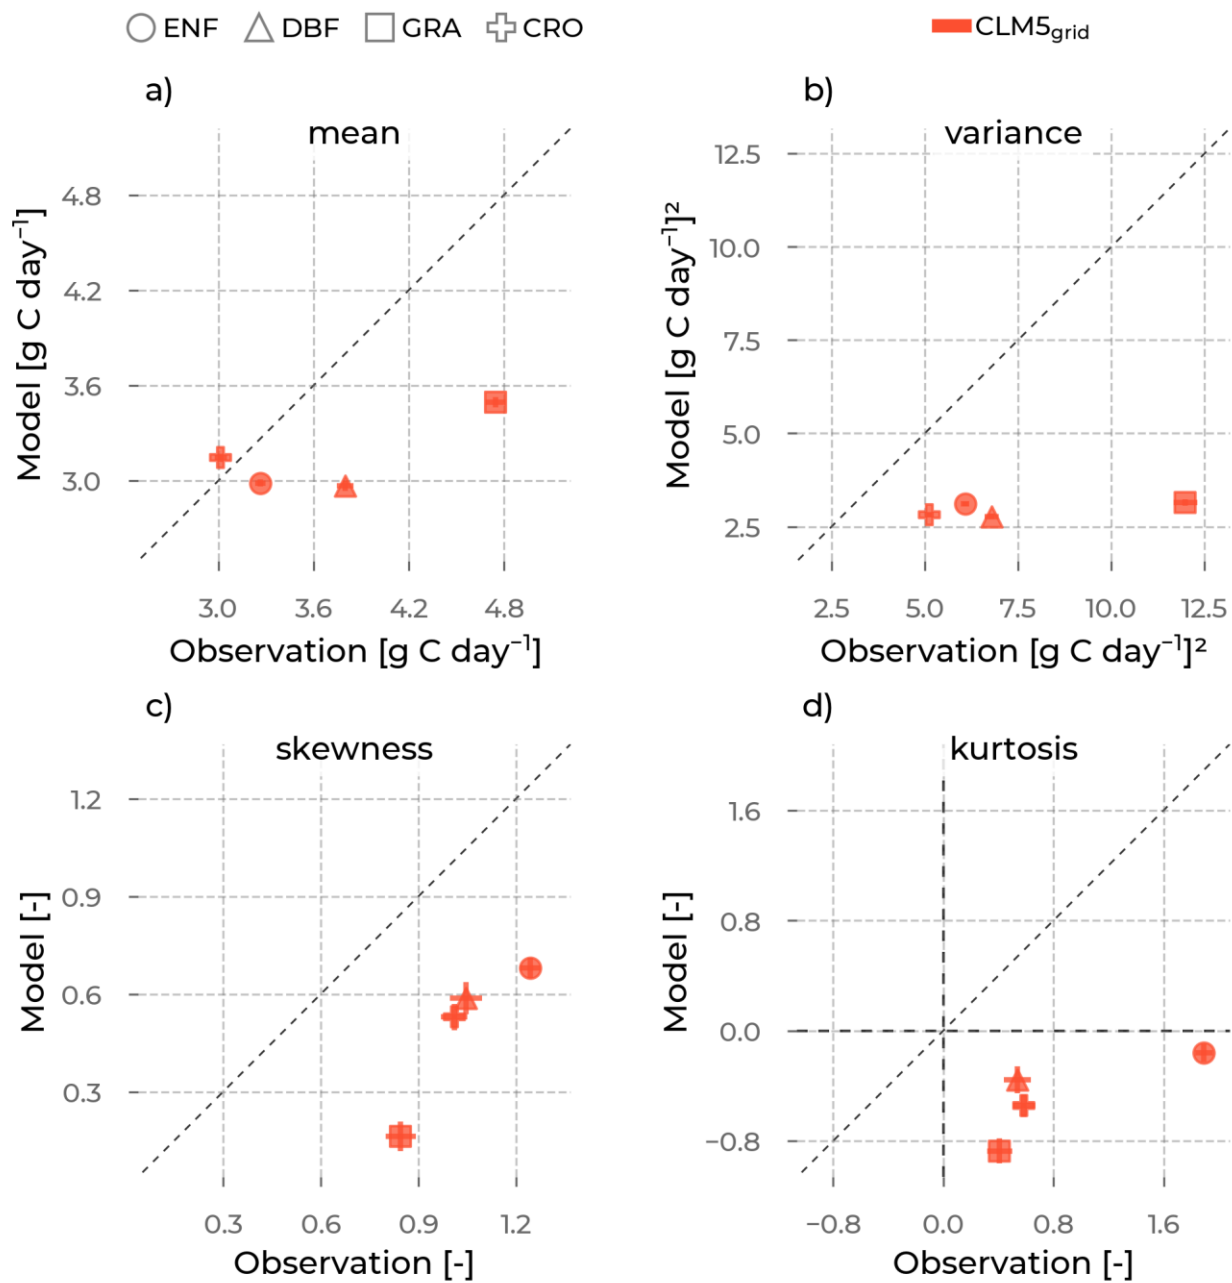 ENF DBF GRA CRO CLM5grid
a) b)
mean variance
4.8
4.2
3.6
3.0
Model [g C day⁻¹]
3.0 3.6 4.2 4.8
Observation [g C day⁻¹]
12.5
10.0
7.5
5.0
2.5
Model [g C day⁻¹]²
2.5 5.0 7.5 10.0 12.5
Observation [g C day⁻¹]²
c) d)
skewness kurtosis
1.2
0.9
0.6
0.3
Model [-]
0.3 0.6 0.9 1.2
Observation [-]
1.6
0.8
0.0
−0.8
Model [-]
−0.8 0.0 0.8 1.6
Observation [-]